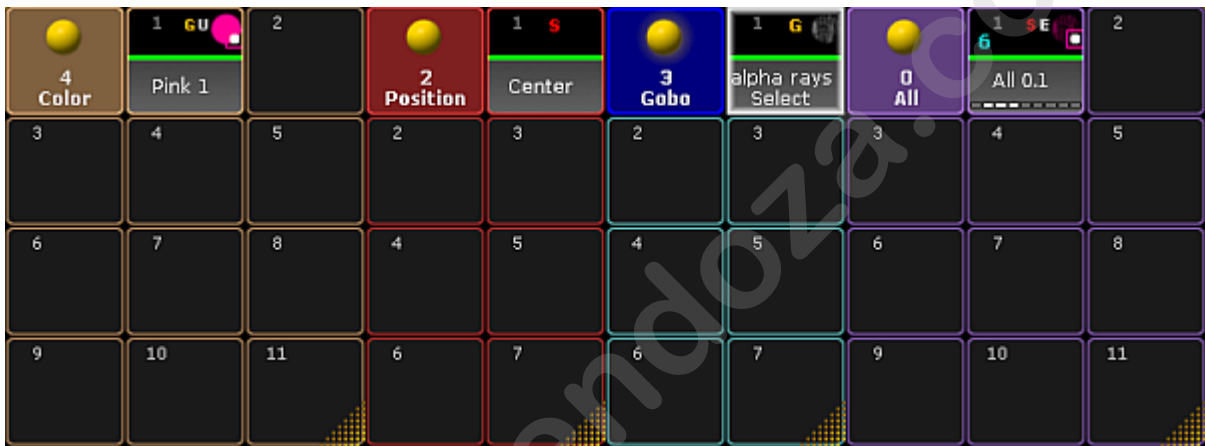 1 GU 2 1 S 1 G 1 SE 2
6
4 Pink 1 2 Center 3 alpha rays 0 All 0.1
Color Position Gobo Select All
3 4 5 2 3 2 3 3 4 5
6 7 8 4 5 4 5 6 7 8
9 10 11 6 7 6 7 9 10 11
endoza.co